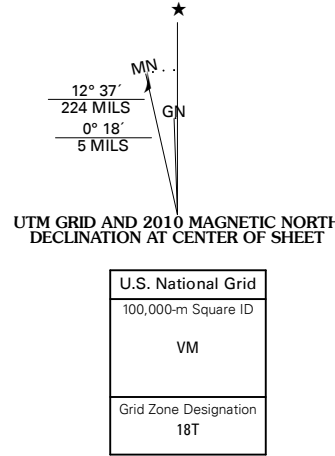 ★
MN
12° 37´
224 MILS
GN
0° 18´
5 MILS
UTM GRID AND 2010 MAGNETIC NORTH
DECLINATION AT CENTER OF SHEET
U.S. National Grid
100,000-m Square ID
VM
Grid Zone Designation
18T